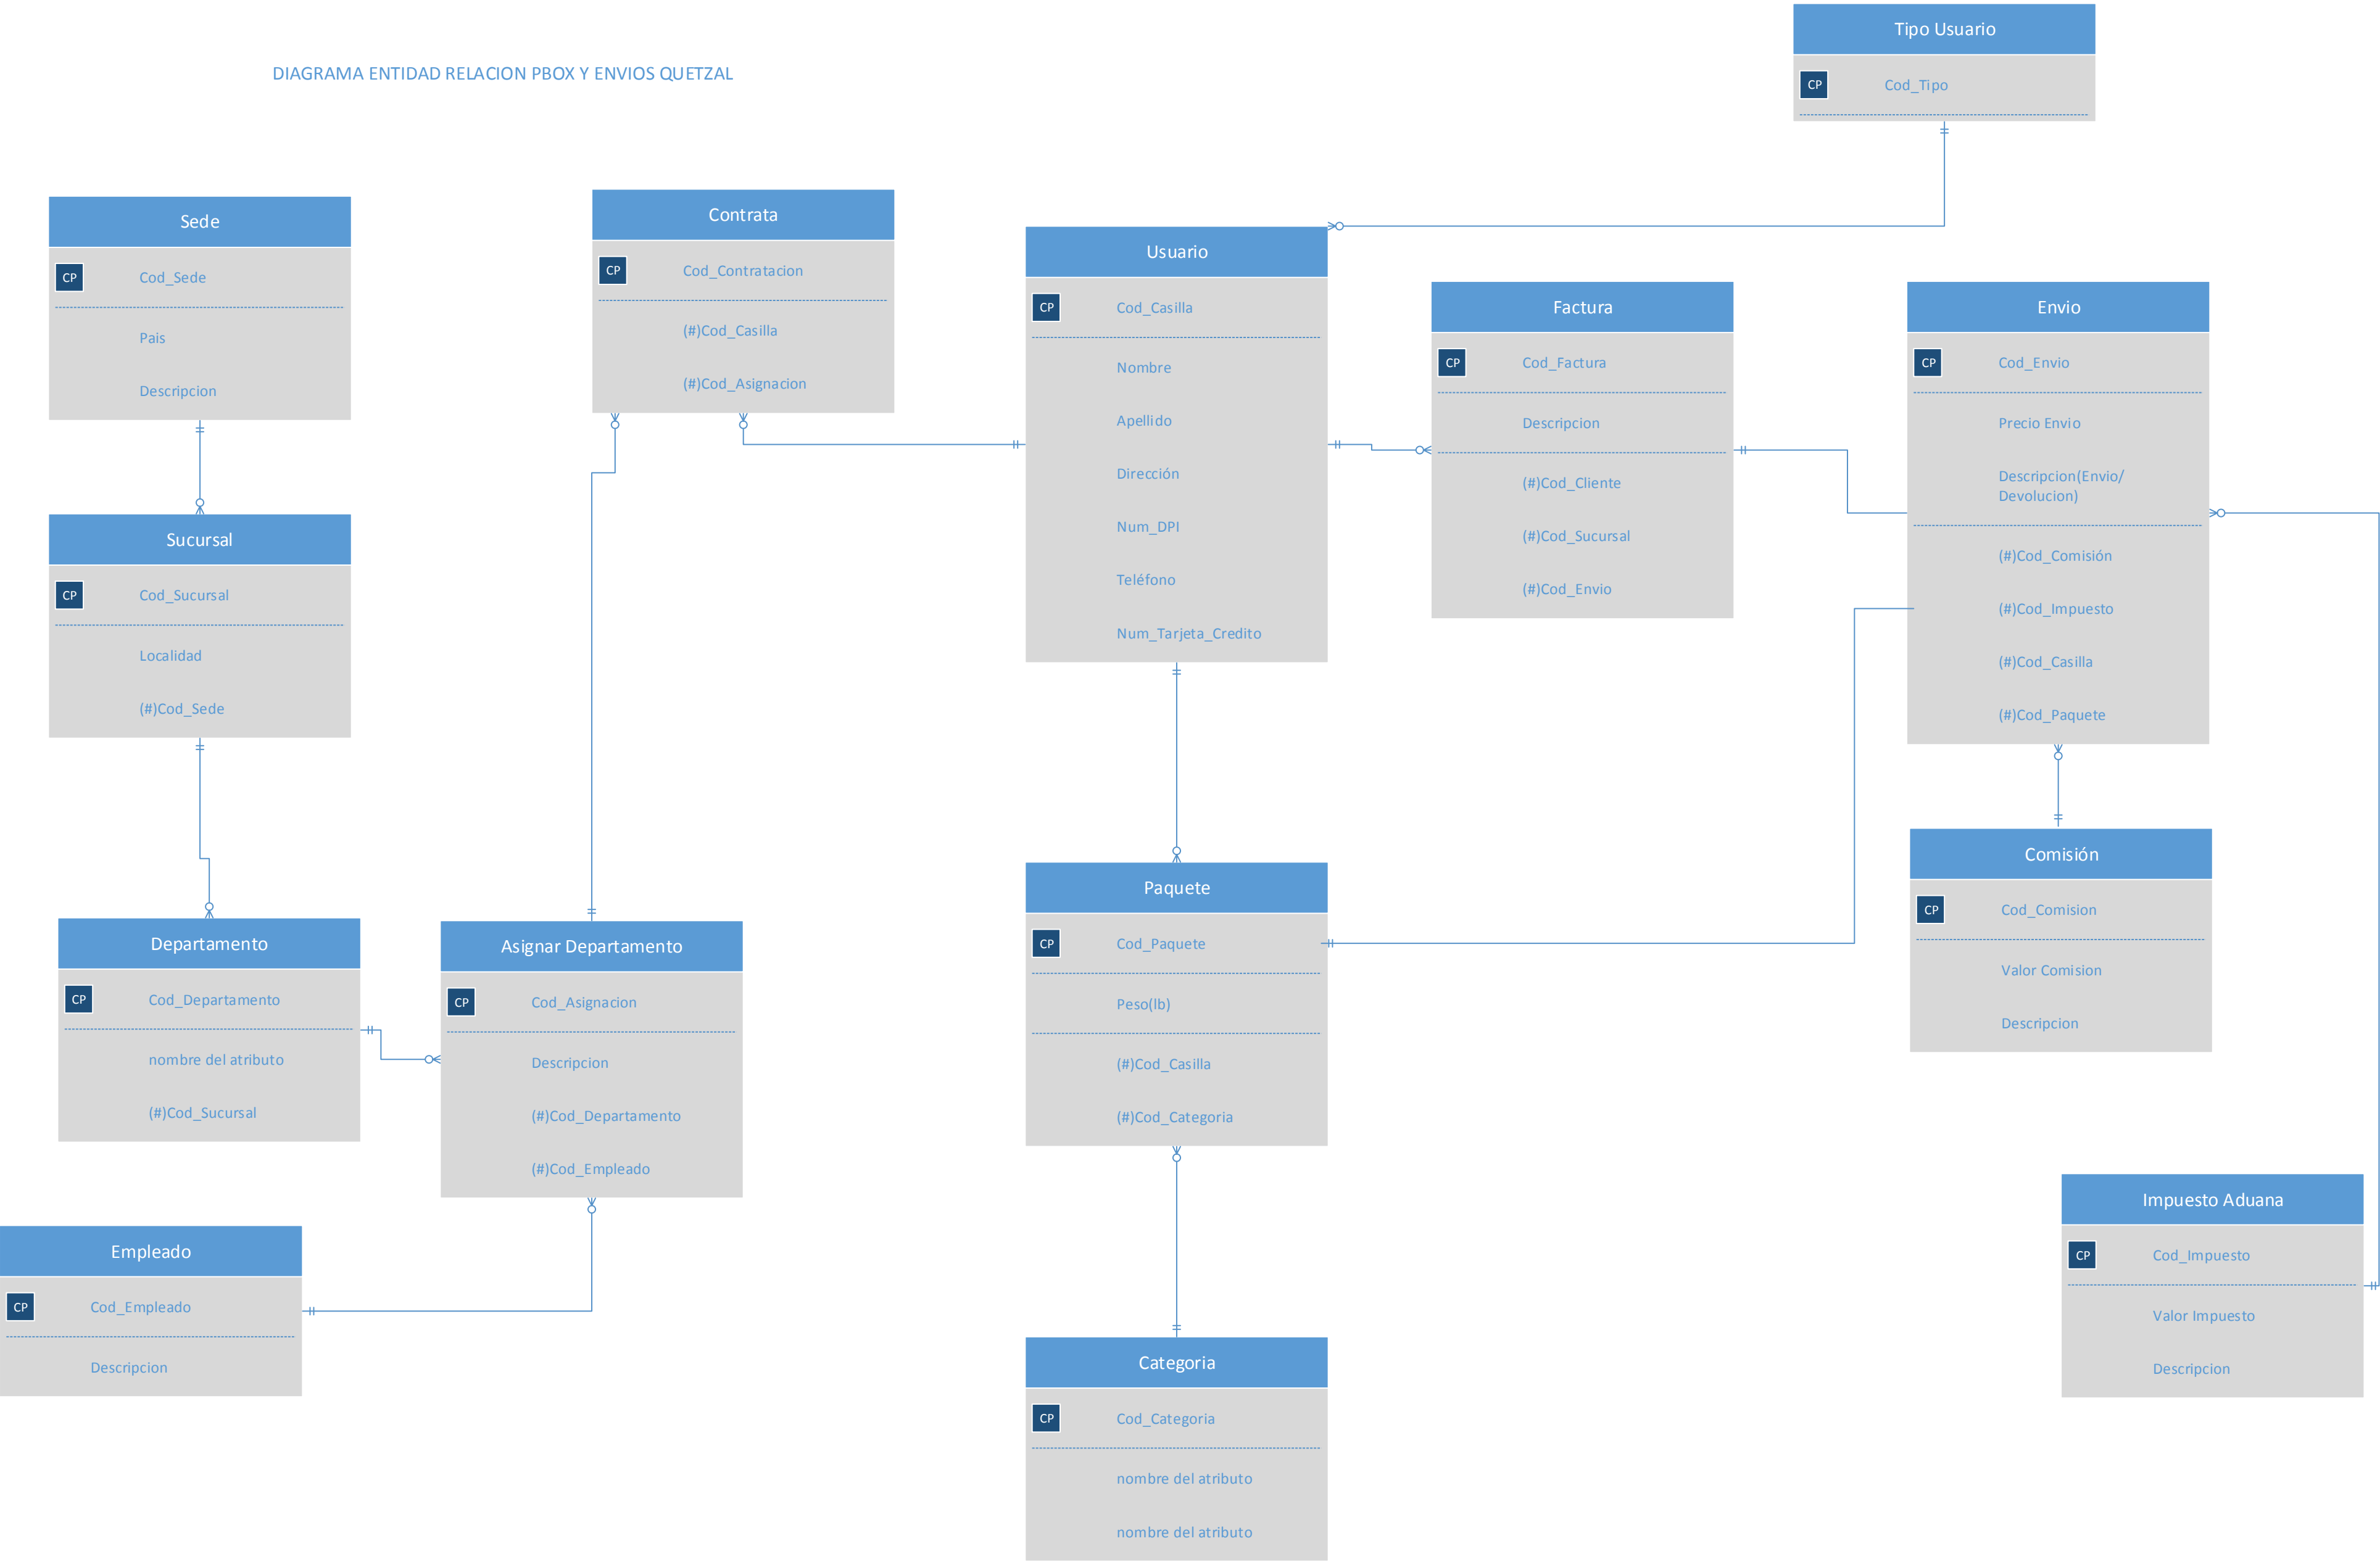 DIAGRAMA ENTIDAD RELACION PBOX Y ENVIOS QUETZAL
Tipo Usuario
CP
Cod_Tipo
Sede
CP
Cod_Sede
Pais
Descripcion
Contrata
CP
Cod_Contratacion
(#)Cod_Casilla
(#)Cod_Asignacion
Usuario
CP
Cod_Casilla
Nombre
Apellido
Dirección
Num_DPI
Teléfono
Num_Tarjeta_Credito
Factura
CP
Cod_Factura
Descripcion
(#)Cod_Cliente
(#)Cod_Sucursal
(#)Cod_Envio
Envio
CP
Cod_Envio
Precio Envio
Descripcion(Envio/
Devolucion)
(#)Cod_Comisión
(#)Cod_Impuesto
(#)Cod_Casilla
(#)Cod_Paquete
Sucursal
CP
Cod_Sucursal
Localidad
(#)Cod_Sede
Departamento
CP
Cod_Departamento
nombre del atributo
(#)Cod_Sucursal
Asignar Departamento
CP
Cod_Asignacion
Descripcion
(#)Cod_Departamento
(#)Cod_Empleado
Paquete
CP
Cod_Paquete
Peso(lb)
(#)Cod_Casilla
(#)Cod_Categoria
Comisión
CP
Cod_Comision
Valor Comision
Descripcion
Empleado
CP
Cod_Empleado
Descripcion
Categoria
CP
Cod_Categoria
nombre del atributo
nombre del atributo
Impuesto Aduana
CP
Cod_Impuesto
Valor Impuesto
Descripcion